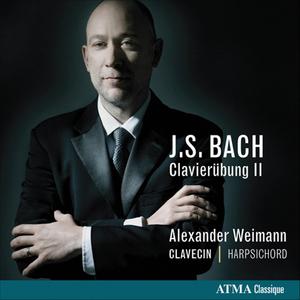 J.S. BACH
Clavierübung II
Alexander Weimann
CLAVECIN | HARPSICHORD
ATMA Classique